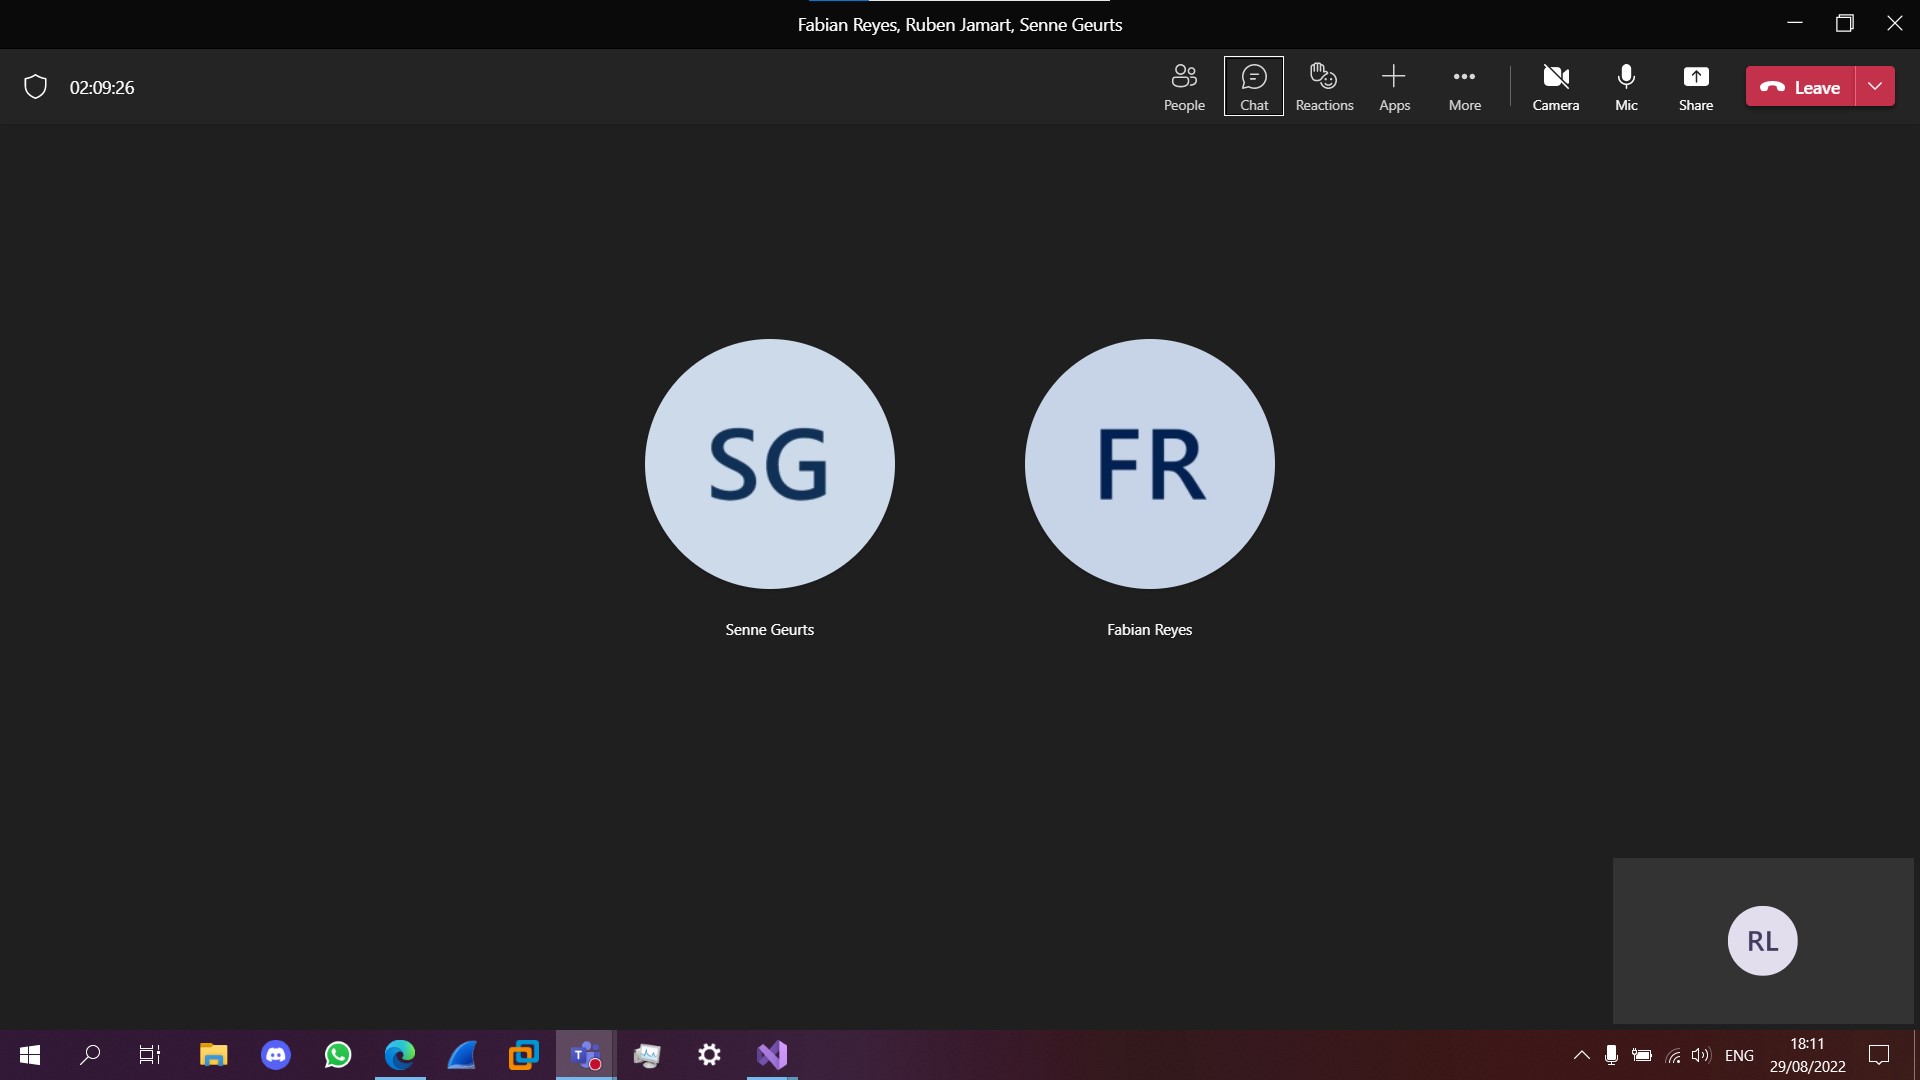 Fabian Reyes, Ruben Jamart, Senne Geurts
02:09:26
People
Chat
Reactions
Apps
More
Camera
Mic
Share
Leave
SG
FR
Senne Geurts
Fabian Reyes
RL
T
ENG
18:11
29/08/2022